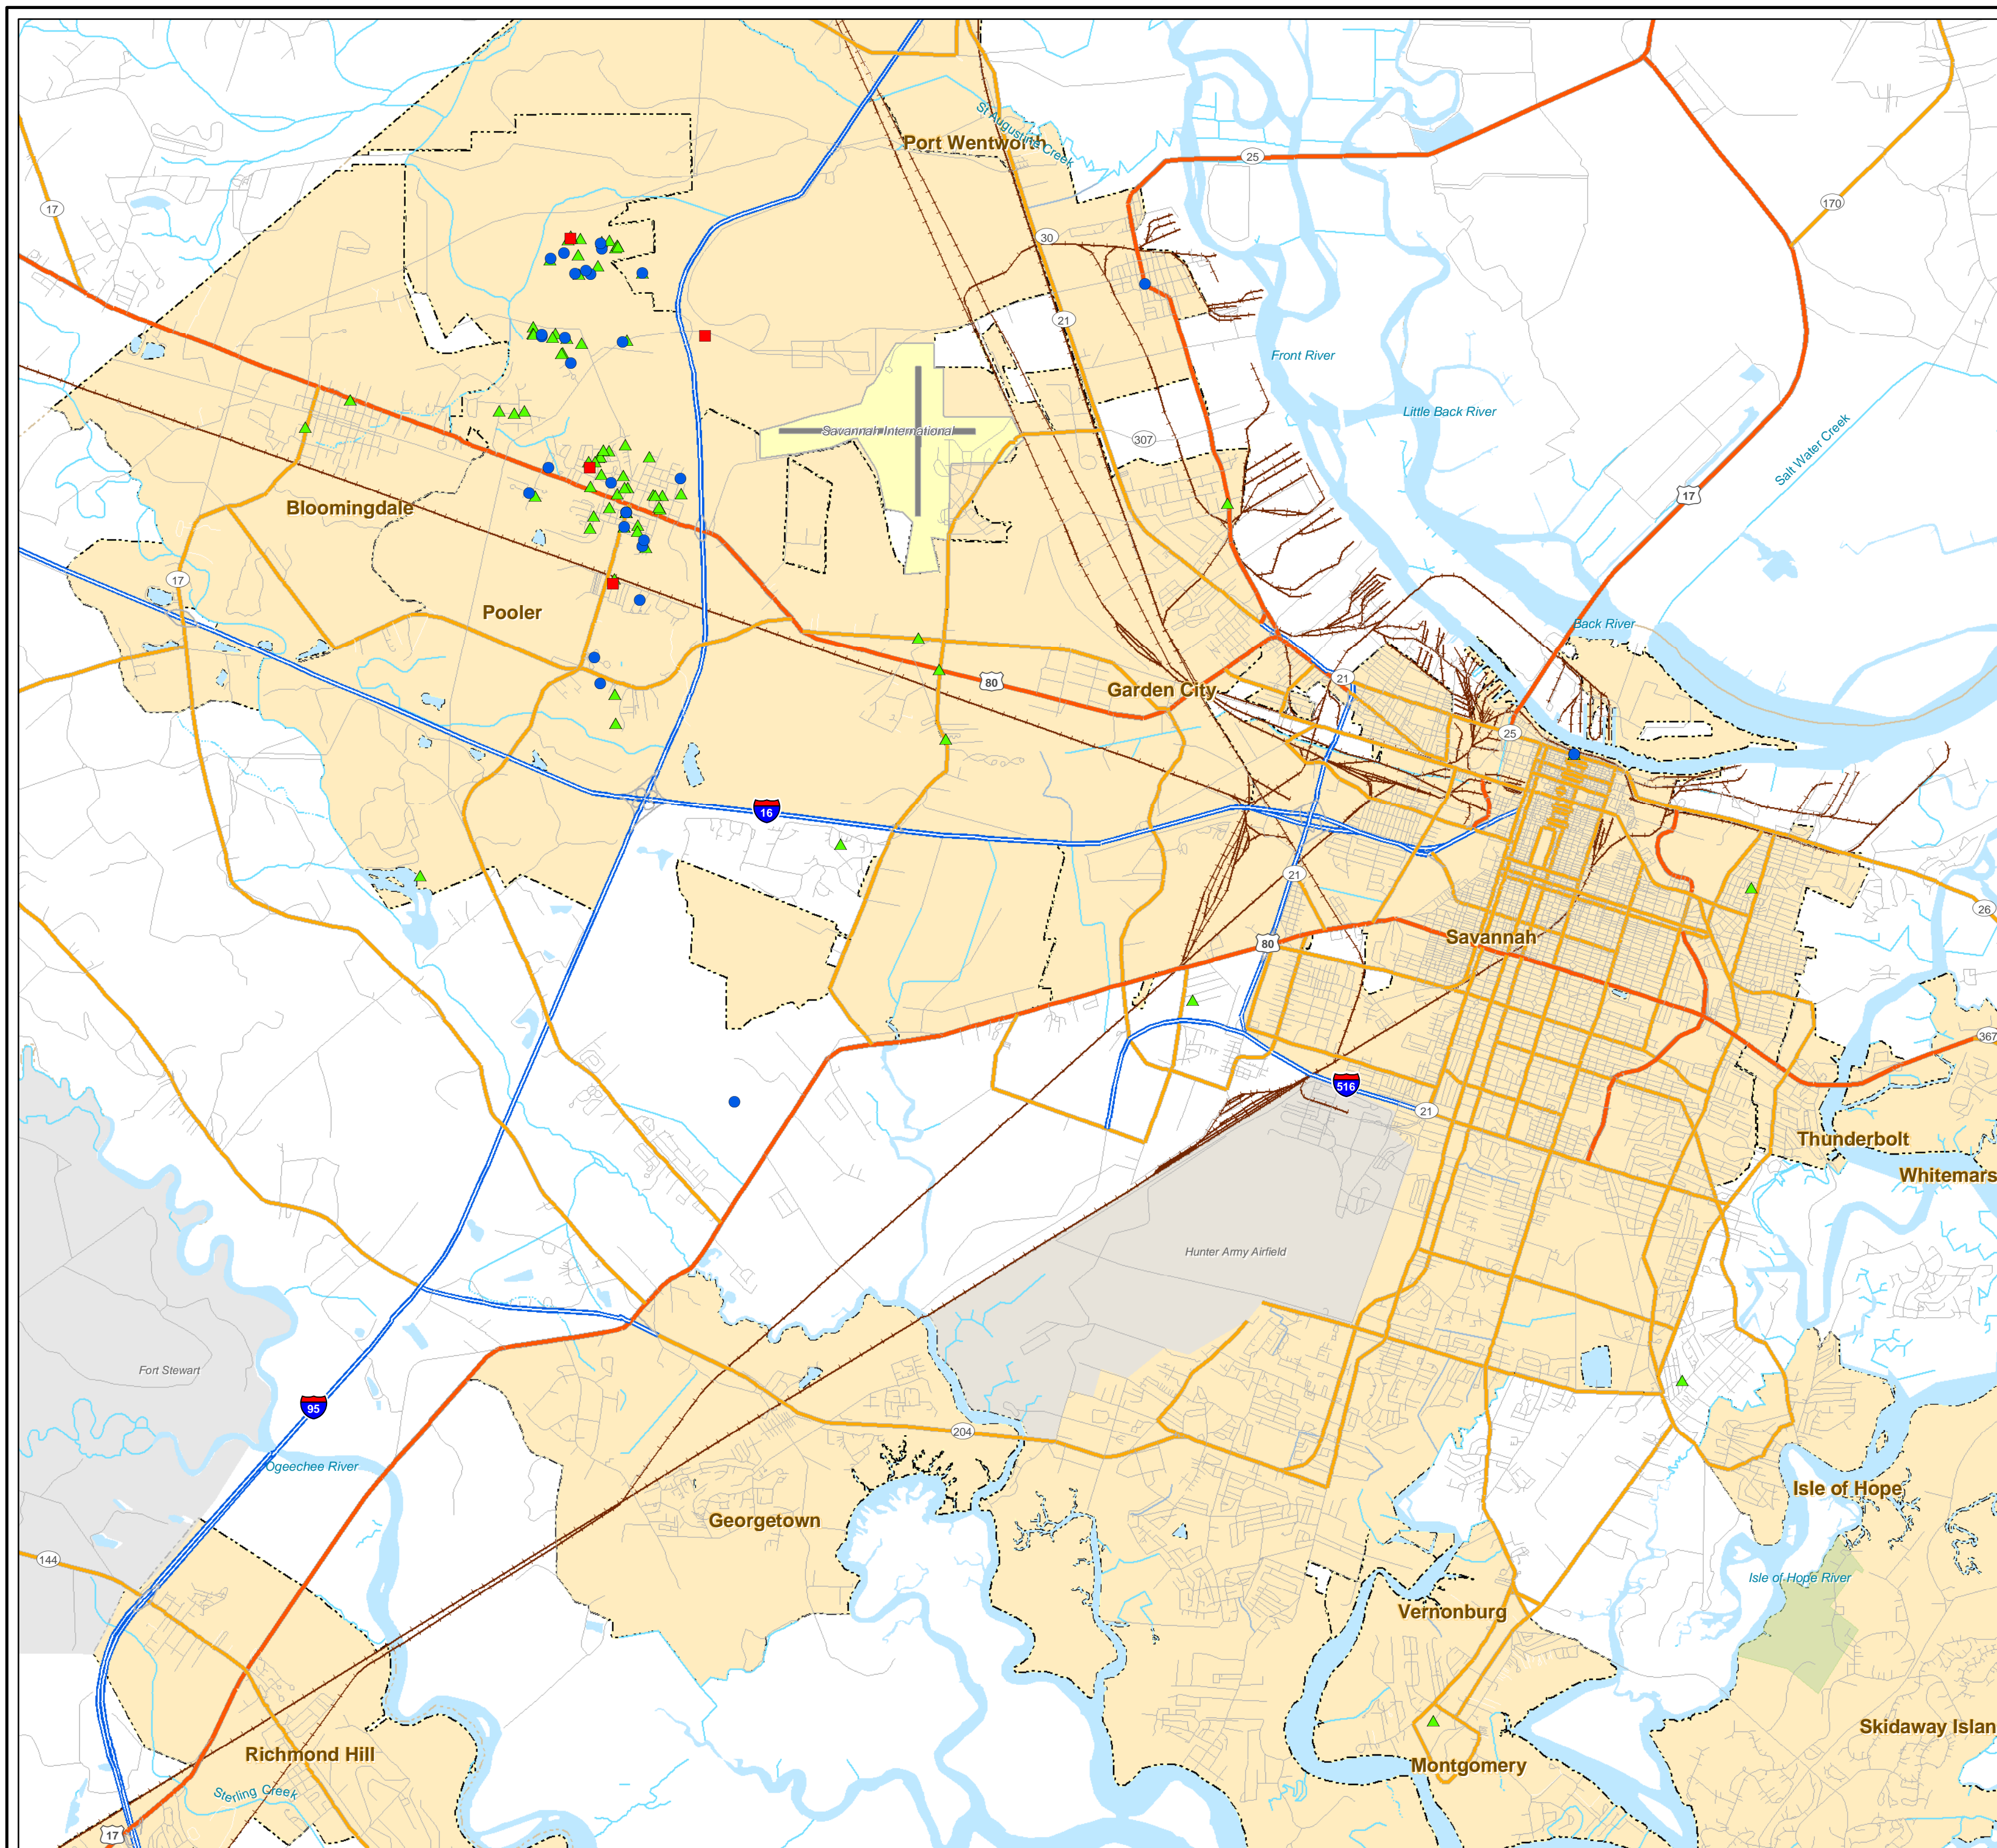 Port Wentworth
St Augustine Creek
25
17
170
30
21
Front River
Little Back River
307
Savannah International
Salt Water Creek
17
Bloomingdale
17
Pooler
Back River
80
Garden City
21
25
16
21
26
80
Savannah
367
516
21
Thunderbolt
Whitemars
Hunter Army Airfield
Fort Stewart
95
204
Ogeechee River
Isle of Hope
Georgetown
144
Isle of Hope River
Vernonburg
Skidaway Islan
Richmond Hill
Montgomery
Sterling Creek
17